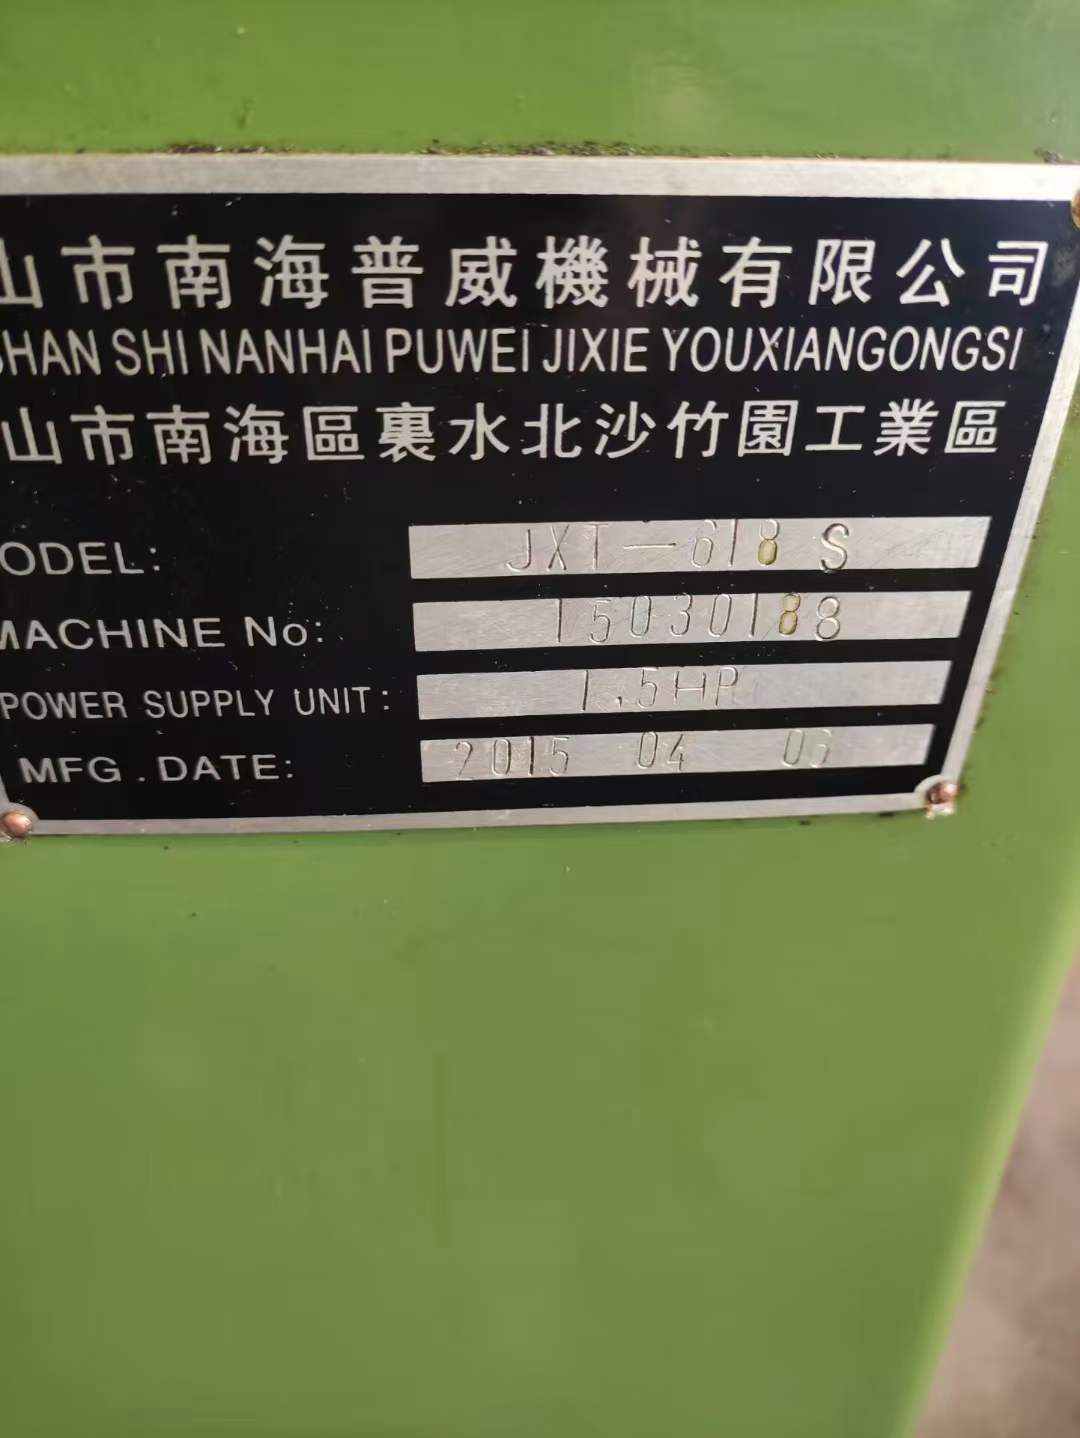 山市南海普威機械有限公司
SHAN SHI NANHAI PUWEI JIXIE YOUXIANGONGSI
山市南海區裏水北沙竹園工業區
ODEL: JXT-618 S
MACHINE No: 15030188
POWER SUPPLY UNIT: 1.5HP
MFG.DATE: 2015 04 06